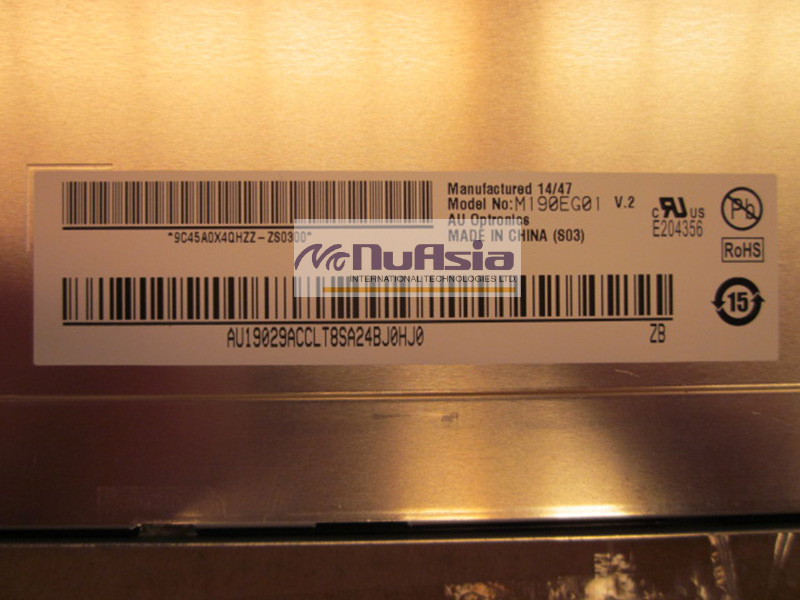 Manufactured 14/47
Model No:M190EG01 V.2
AU Optronics
MADE IN CHINA (S03)
*9C45A0X4QHZZ-ZS0300*
c RU US
E204356
Pb
RoHS
NuAsia
INTERNATIONAL TECHNOLOGIES LTD.
15
AU19029ACCLT8SA24BJ0HJ0
ZB